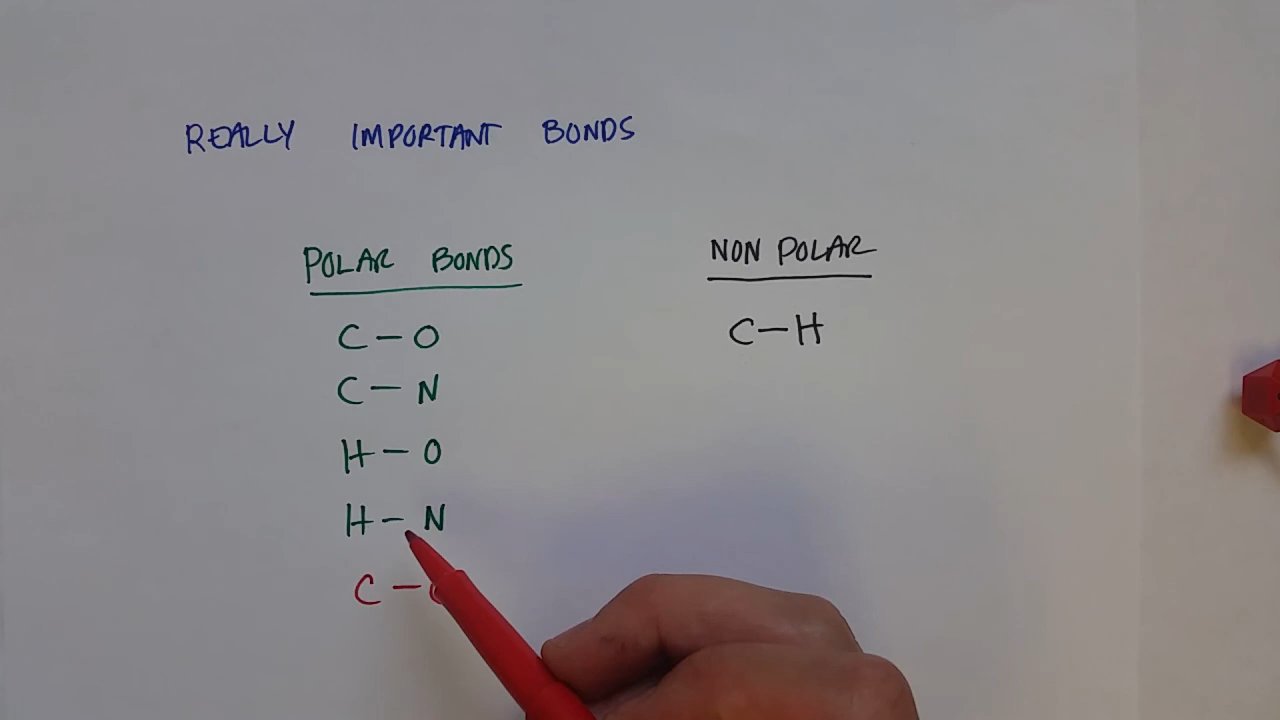 REALLY IMPORTANT BONDS
POLAR BONDS
C - O
C - N
H - O
H - N
C -
NON POLAR
C - H